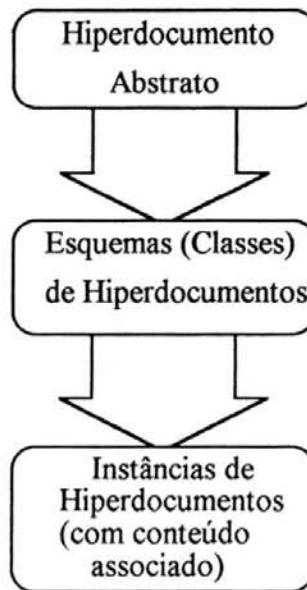 Hiperdocumento
Abstrato
Esquemas (Classes)
de Hiperdocumentos
Instâncias de
Hiperdocumentos
(com conteúdo
associado)